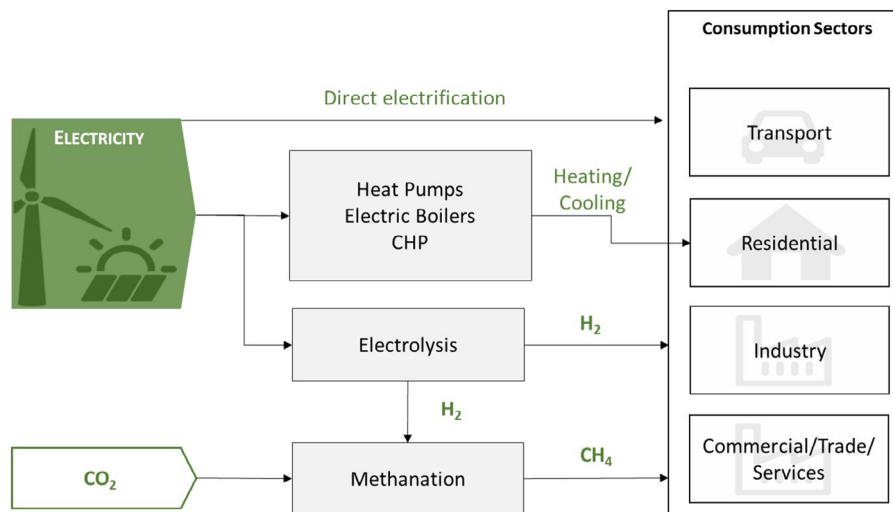 Consumption Sectors
Direct electrification
ELECTRICITY
Transport
Heat Pumps
Electric Boilers
CHP
Heating/
Cooling
Residential
Electrolysis
H₂
Industry
H₂
CO₂
Methanation
CH₄
Commercial/Trade/
Services